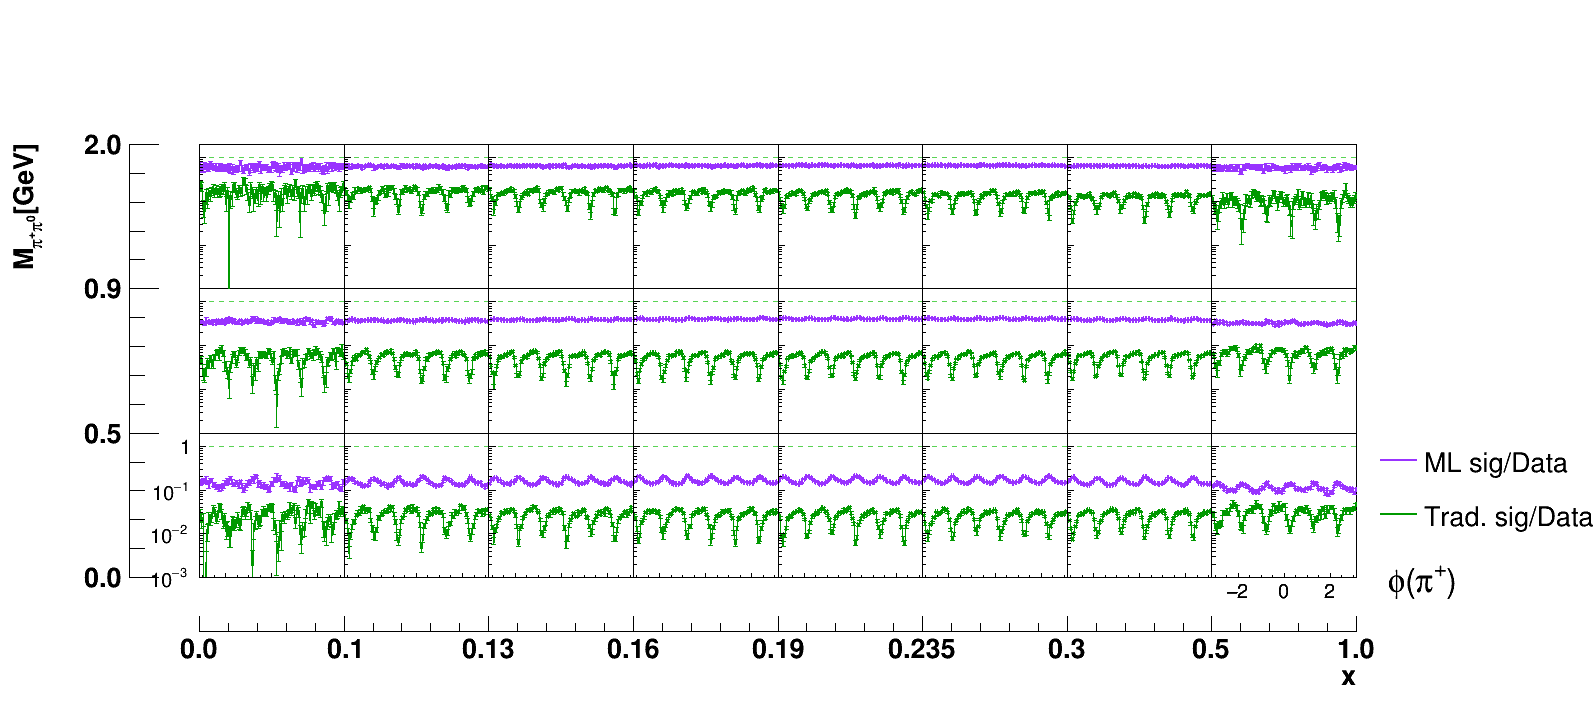 M π⁺π⁰ [GeV]
2.0
0.9
0.5
0.0
1
10⁻¹
10⁻²
10⁻³
ML sig/Data
Trad. sig/Data
−2 0 2
ϕ(π⁺)
0.0 0.1 0.13 0.16 0.19 0.235 0.3 0.5 1.0
x